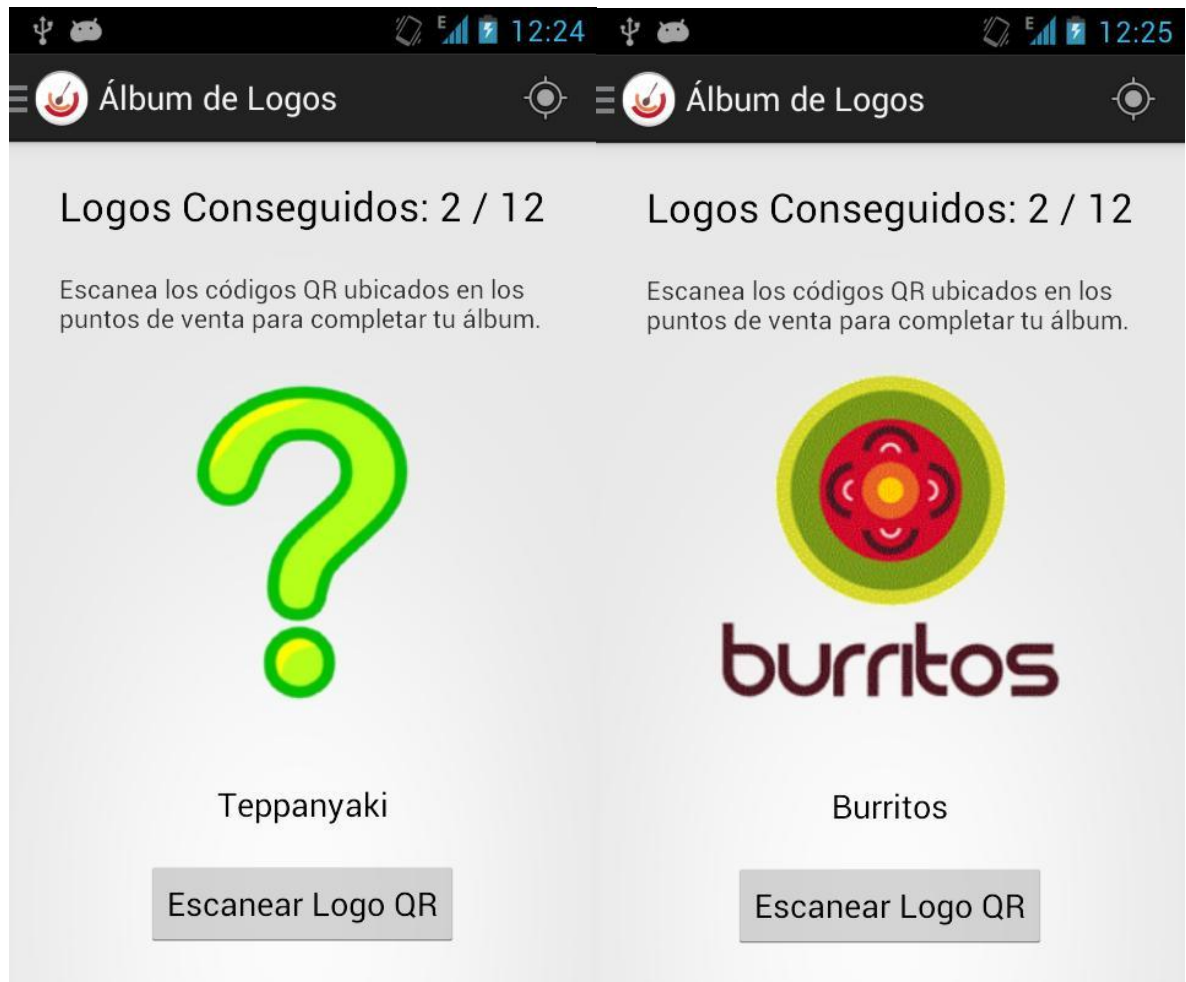 12:24
Álbum de Logos
Logos Conseguidos: 2 / 12
Escanea los códigos QR ubicados en los
puntos de venta para completar tu álbum.
?
Teppanyaki
Escanear Logo QR
E
12:25
Álbum de Logos
Logos Conseguidos: 2 / 12
Escanea los códigos QR ubicados en los
puntos de venta para completar tu álbum.
burritos
Burritos
Escanear Logo QR